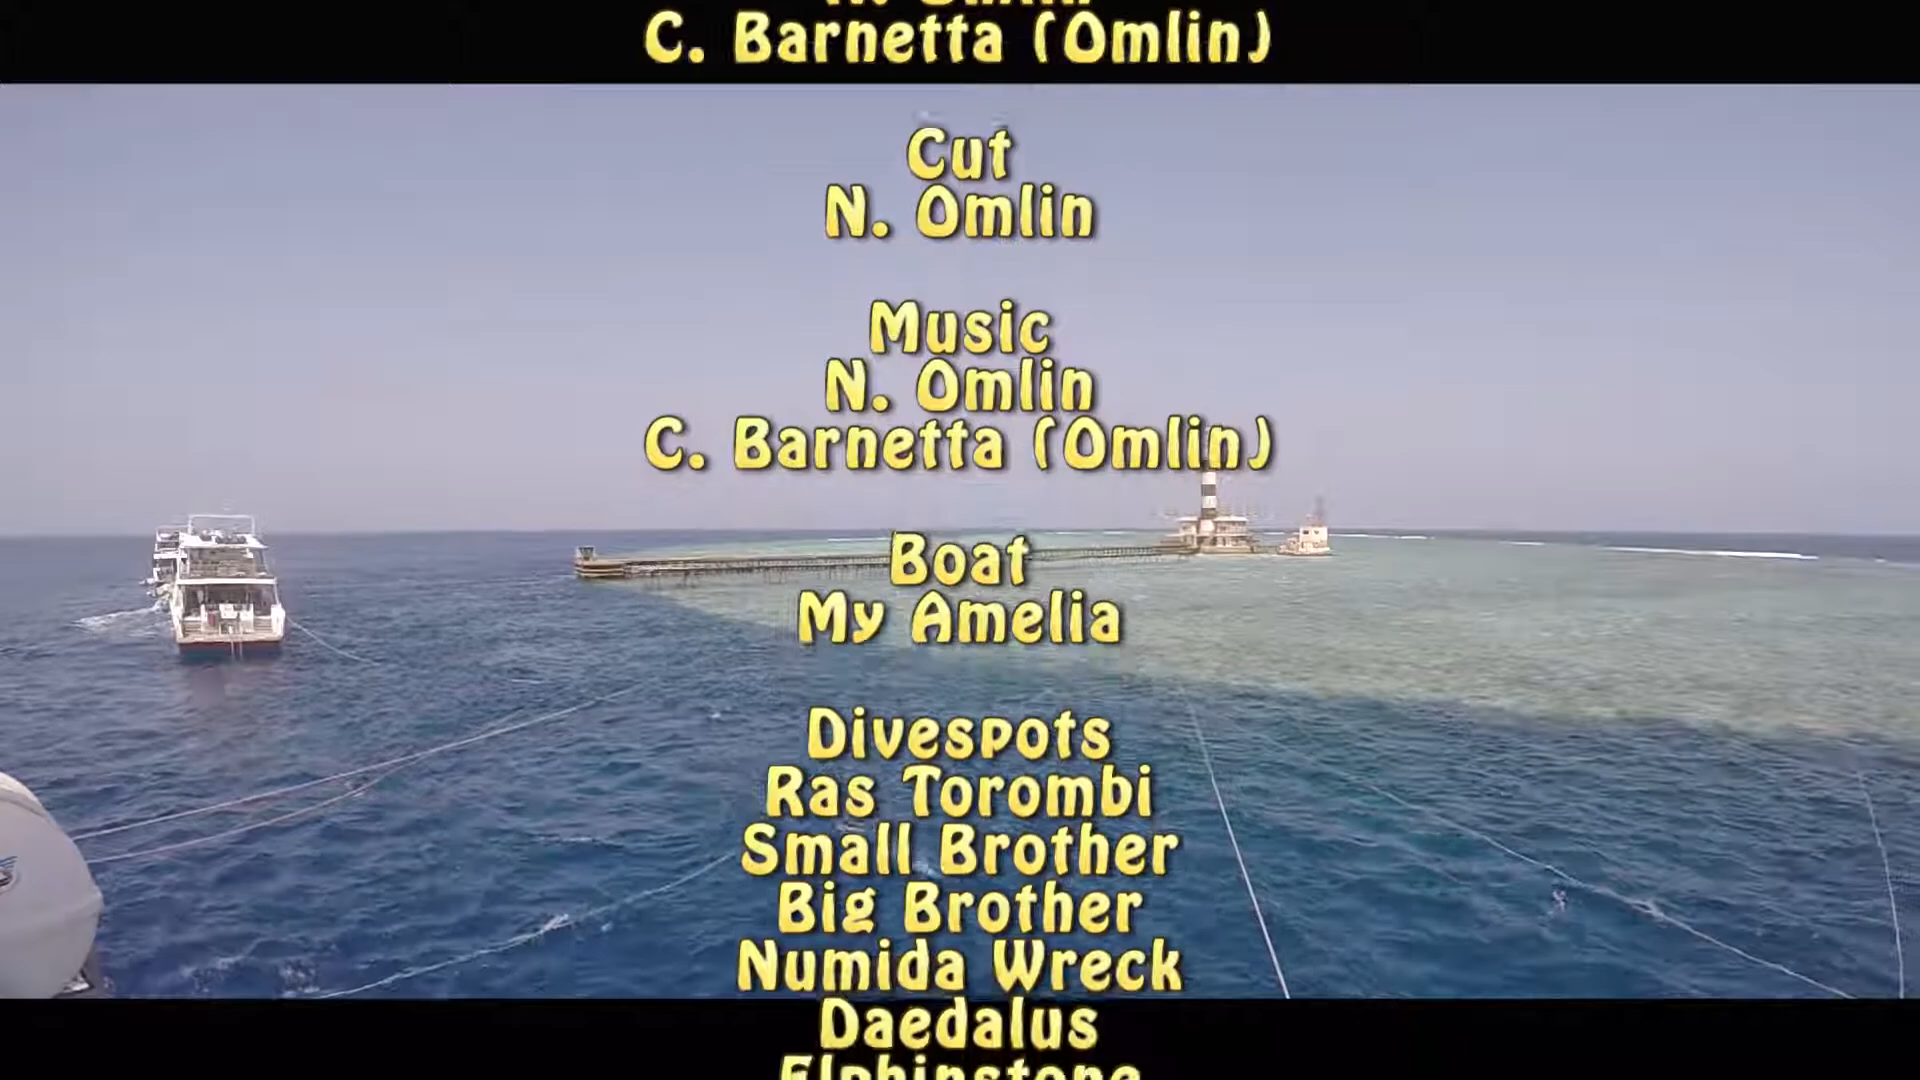 C. Barnetta (Omlin)
Cut
N. Omlin
Music
N. Omlin
C. Barnetta (Omlin)
Boat
My Amelia
Divespots
Ras Torombi
Small Brother
Big Brother
Numida Wreck
Daedalus
Elphinstone